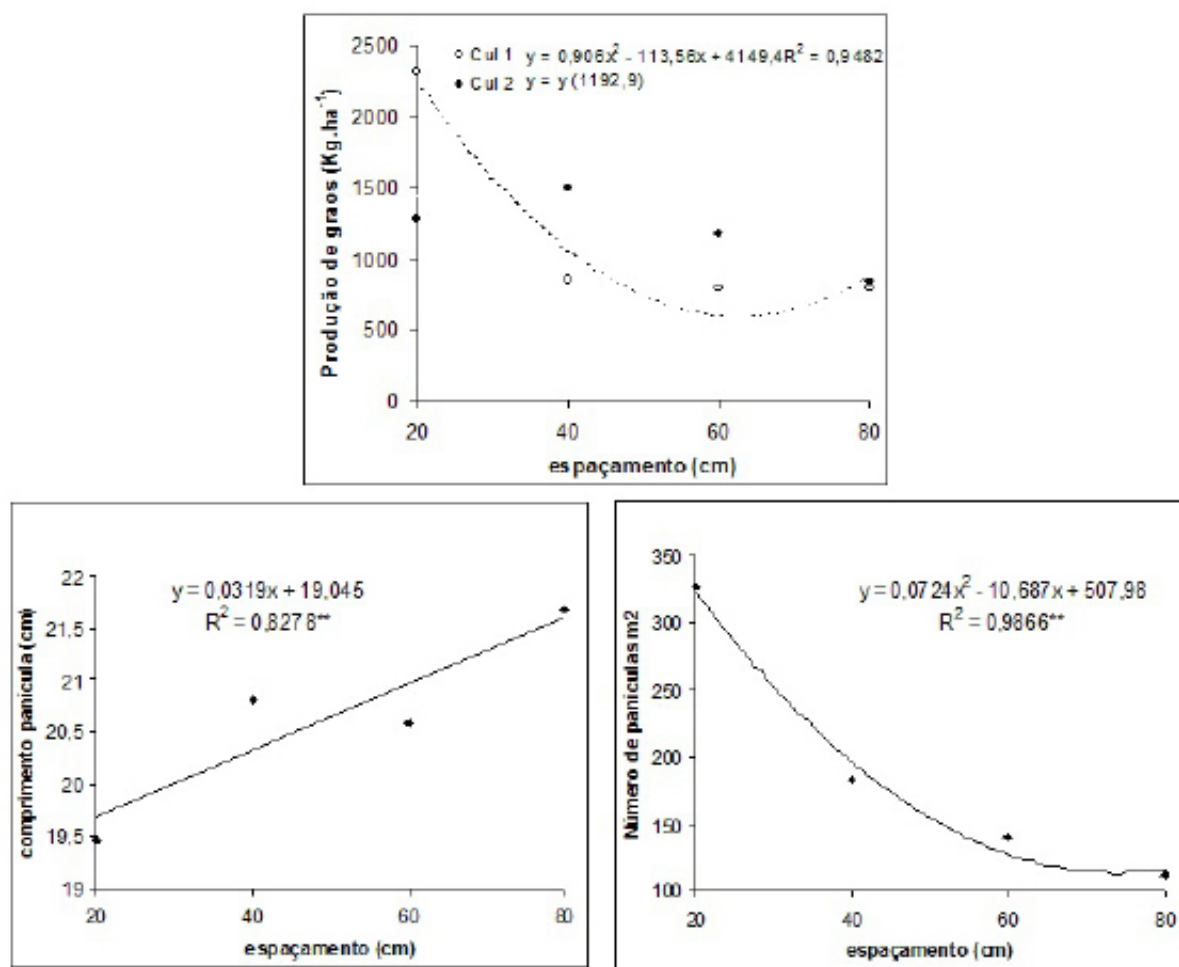 2500
2000
1500
1000
500
0
Produção de graos (Kg.ha⁻¹)
Cul 1 y = 0,906x² - 113,56x + 4149,4R² = 0,9482
Cul 2 y = y (1192,9)
20 40 60 80
espaçamento (cm)
22
21,5
21
20,5
20
19,5
19
comprimento panícula (cm)
y = 0,0319x + 19,045
R² = 0,8278**
20 40 60 80
espaçamento (cm)
350
300
250
200
150
100
Número de panículas m2
y = 0,0724x² - 10,687x + 507,98
R² = 0,9866**
20 40 60 80
espaçamento (cm)